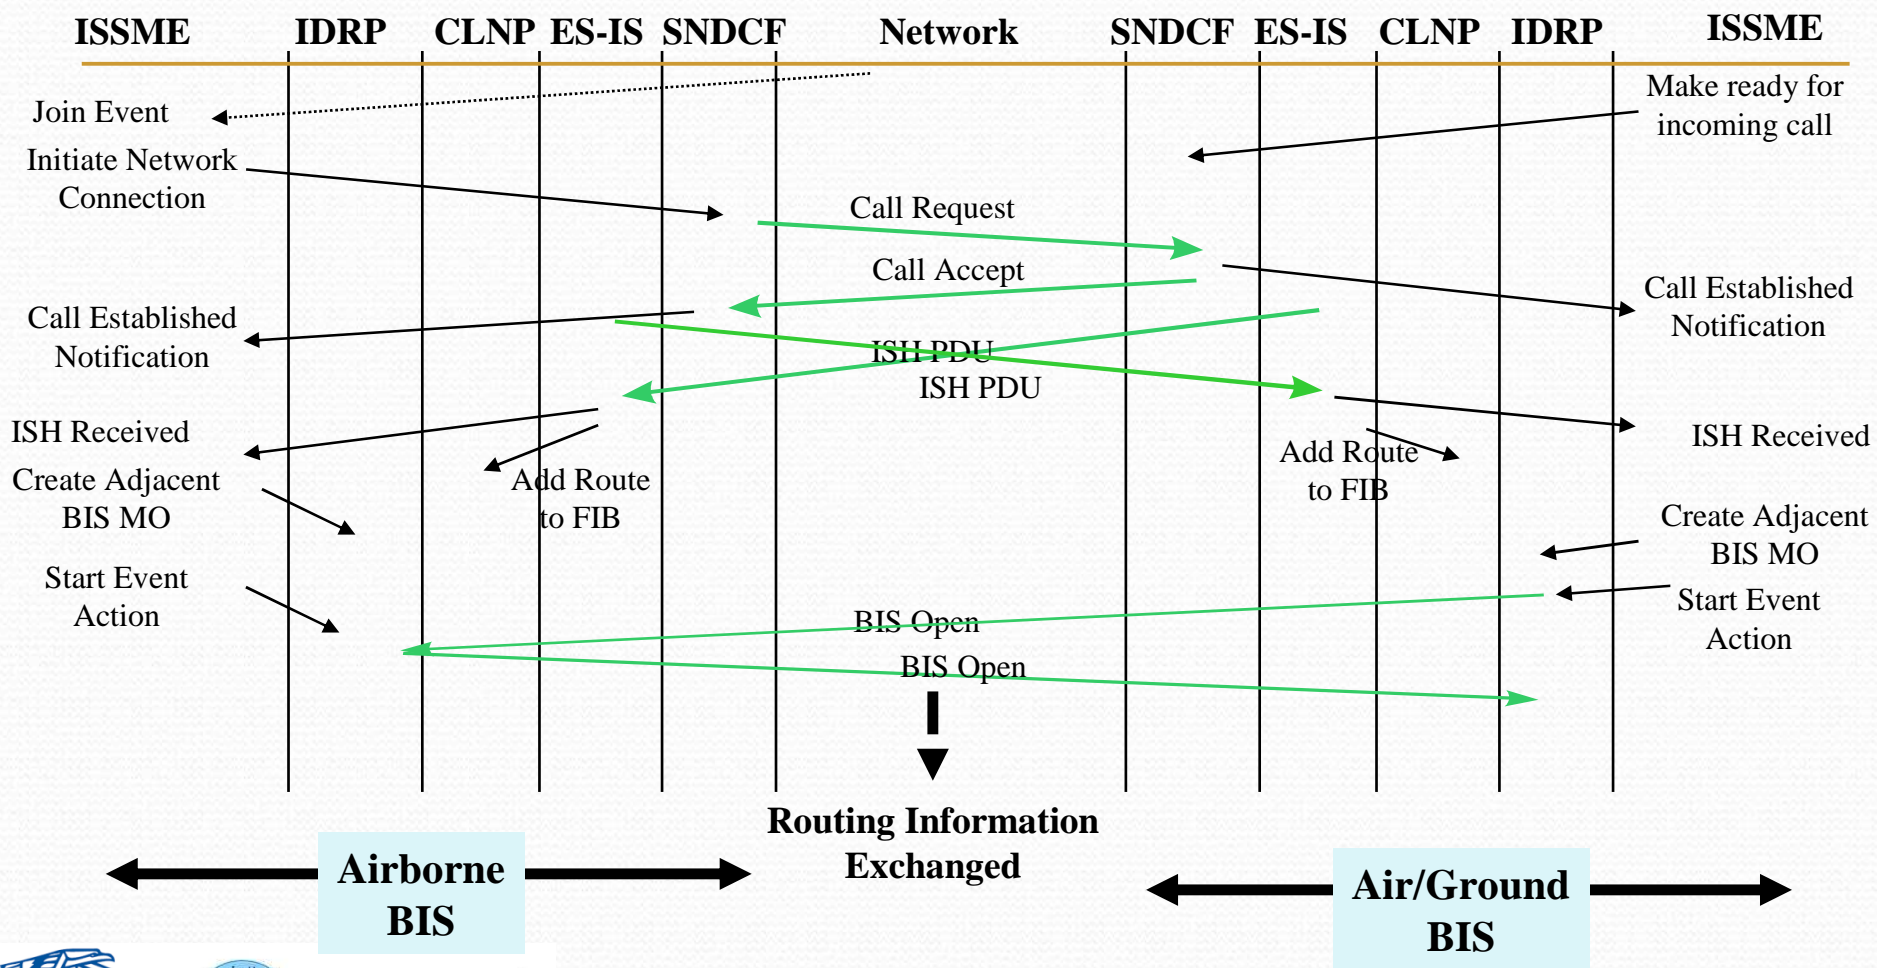 ISSME IDRP CLNP ES-IS SNDCF Network SNDCF ES-IS CLNP IDRP ISSME
Make ready for
incoming call
Join Event
Initiate Network
Connection
Call Request
Call Accept
Call Established
Notification
Call Established
Notification
ISH PDU
ISH PDU
ISH Received
ISH Received
Add Route
to FIB
Add Route
to FIB
Create Adjacent
BIS MO
Create Adjacent
BIS MO
Start Event
Action
Start Event
Action
BIS Open
BIS Open
Routing Information
Exchanged
Airborne
BIS
Air/Ground
BIS